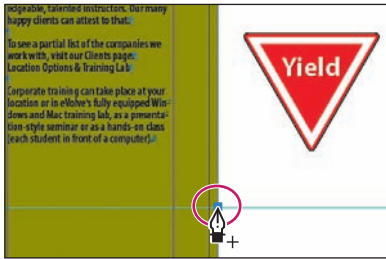 edgeable, talented instructors. Our many
happy clients can attest to that.
To see a partial list of the companies we
work with, visit our Clients page:
Location Options & Training Lab
Corporate training can take place at your
location or in eVolve's fully equipped Win-
dows and Mac training lab, as a presenta-
tion-style seminar or as a hands-on class
(each student in front of a computer).
Yield